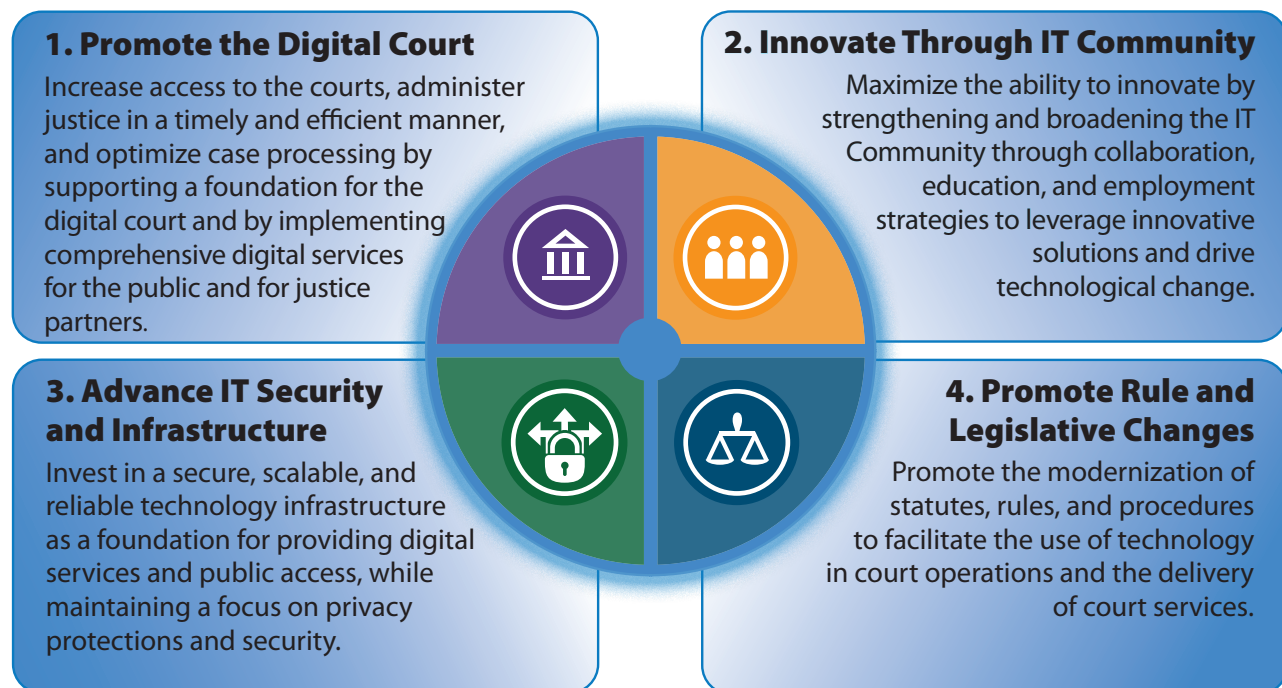 1. Promote the Digital Court
Increase access to the courts, administer
justice in a timely and efficient manner,
and optimize case processing by
supporting a foundation for the
digital court and by implementing
comprehensive digital services
for the public and for justice
partners.
2. Innovate Through IT Community
Maximize the ability to innovate by
strengthening and broadening the IT
Community through collaboration,
education, and employment
strategies to leverage innovative
solutions and drive
technological change.
3. Advance IT Security
and Infrastructure
Invest in a secure, scalable, and
reliable technology infrastructure
as a foundation for providing digital
services and public access, while
maintaining a focus on privacy
protections and security.
4. Promote Rule and
Legislative Changes
Promote the modernization of
statutes, rules, and procedures
to facilitate the use of technology
in court operations and the delivery
of court services.